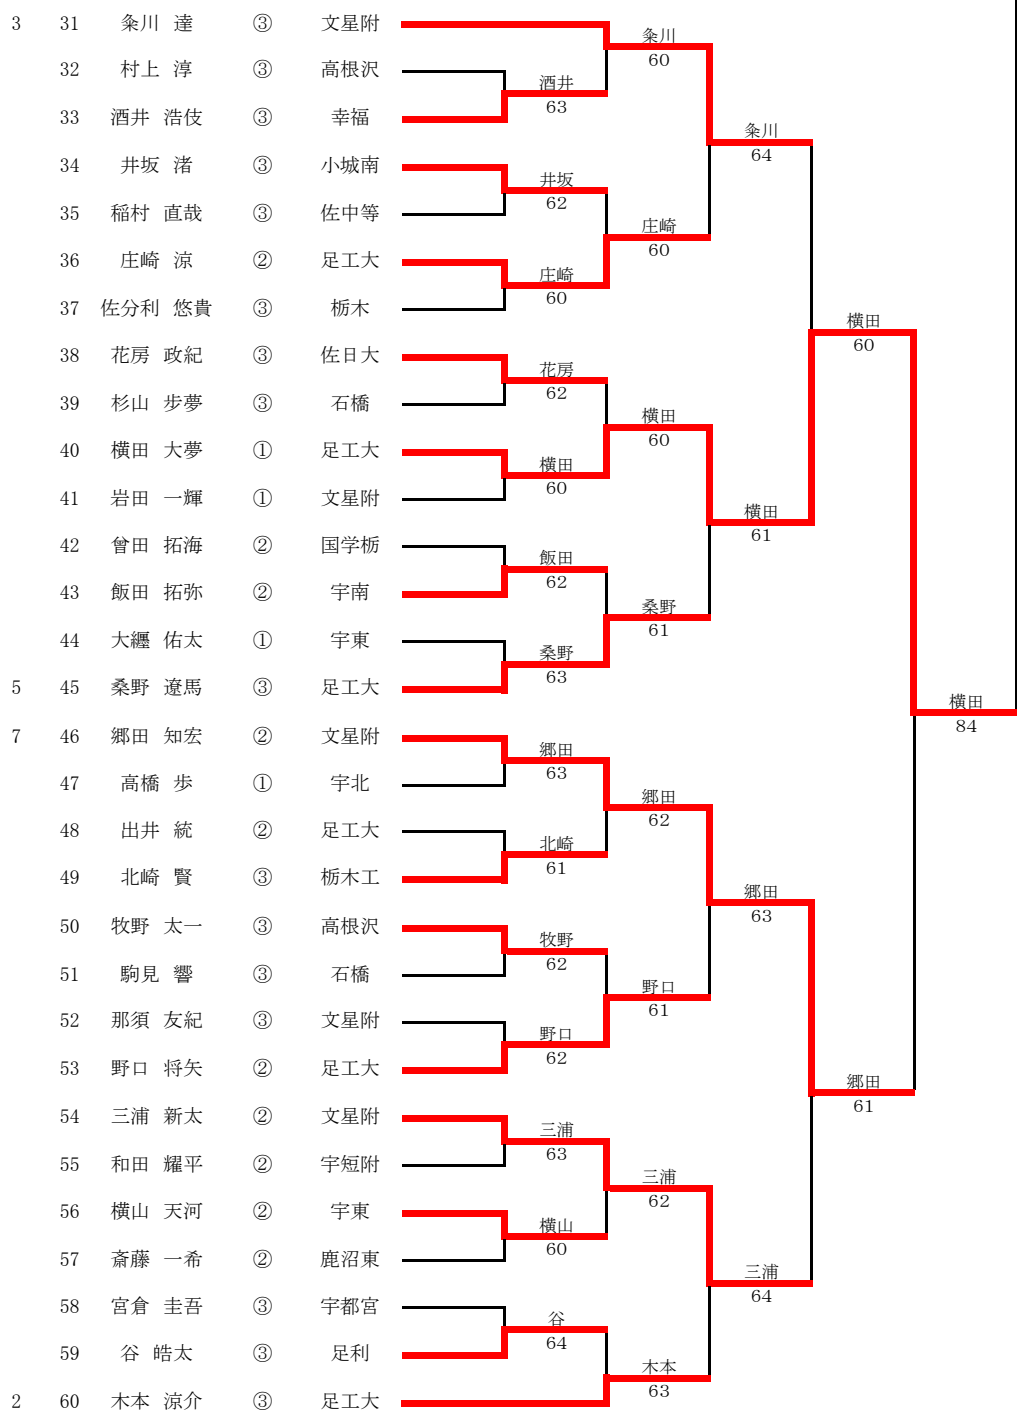 3 31 粂川 達 ③ 文星附
32 村上 淳 ③ 高根沢
33 酒井 浩伎 ③ 幸福
34 井坂 渚 ③ 小城南
35 稲村 直哉 ③ 佐中等
36 庄崎 涼 ② 足工大
37 佐分利 悠貴 ③ 栃木
38 花房 政紀 ③ 佐日大
39 杉山 歩夢 ③ 石橋
40 横田 大夢 ① 足工大
41 岩田 一輝 ① 文星附
42 曾田 拓海 ② 国学栃
43 飯田 拓弥 ② 宇南
44 大纒 佑太 ① 宇東
5 45 桑野 遼馬 ③ 足工大
7 46 郷田 知宏 ② 文星附
47 高橋 歩 ① 宇北
48 出井 統 ② 足工大
49 北崎 賢 ③ 栃木工
50 牧野 太一 ③ 高根沢
51 駒見 響 ③ 石橋
52 那須 友紀 ③ 文星附
53 野口 将矢 ② 足工大
54 三浦 新太 ② 文星附
55 和田 耀平 ② 宇短附
56 横山 天河 ② 宇東
57 斎藤 一希 ② 鹿沼東
58 宮倉 圭吾 ③ 宇都宮
59 谷 皓太 ③ 足利
2 60 木本 涼介 ③ 足工大
酒井
63
井坂
62
庄崎
60
花房
62
横田
60
飯田
62
桑野
63
郷田
63
北崎
61
牧野
62
野口
62
三浦
63
横山
60
谷
64
粂川
60
庄崎
60
横田
60
桑野
61
郷田
62
野口
61
三浦
62
木本
63
粂川
64
横田
61
郷田
63
三浦
64
横田
60
郷田
61
横田
84